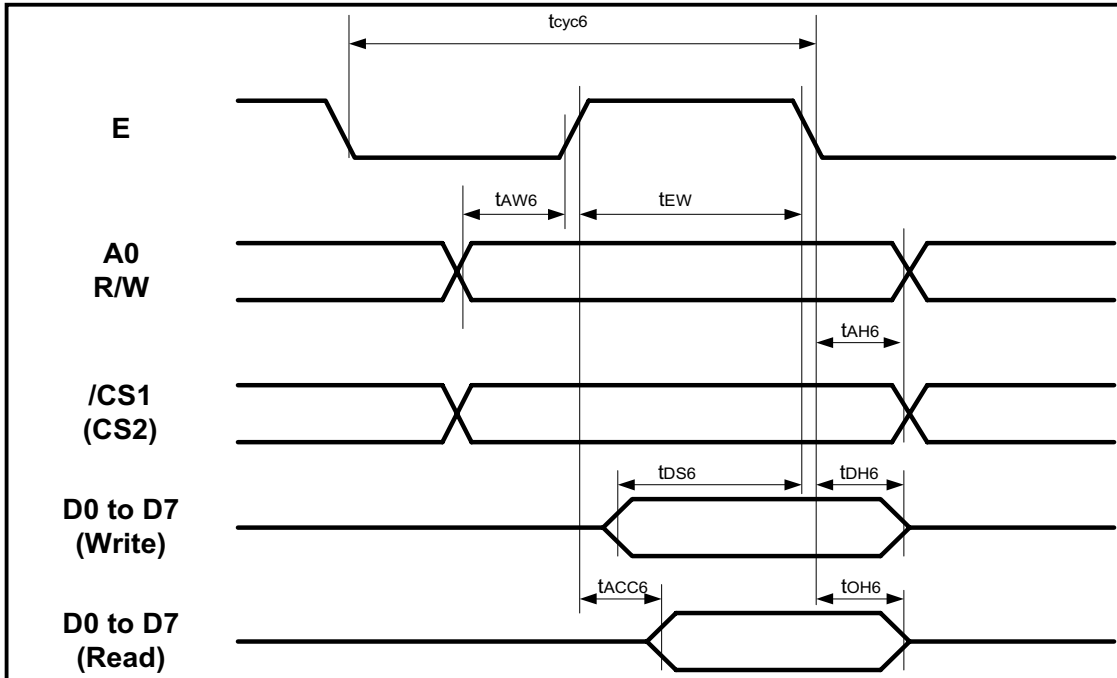 tcyc6
E
tAW6
tEW
A0
R/W
tAH6
/CS1
(CS2)
tDS6
tDH6
D0 to D7
(Write)
tACC6
tOH6
D0 to D7
(Read)